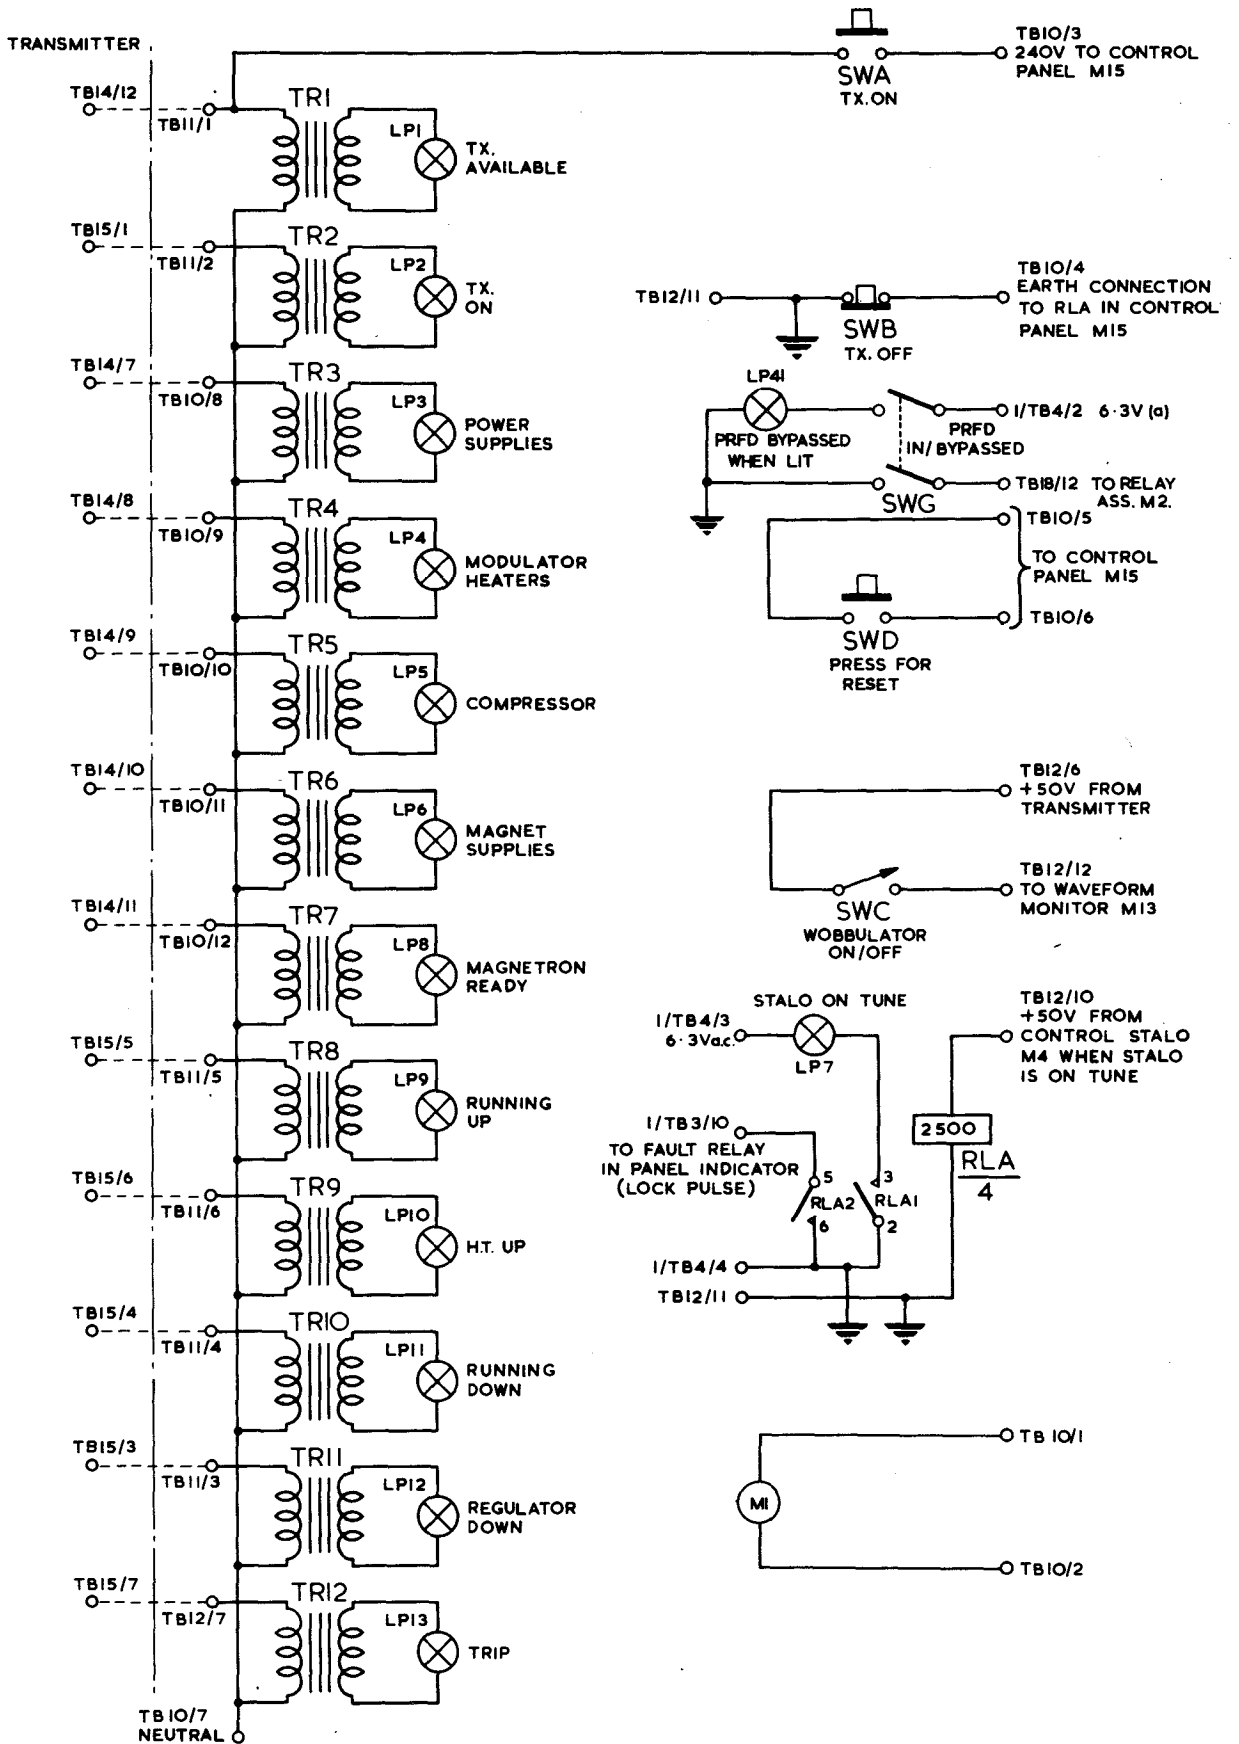 TRANSMITTER
TB14/12
TB11/1
TR1
LP1
TX.
AVAILABLE
TB15/1
TB11/2
TR2
LP2
TX.
ON
TB14/7
TB10/8
TR3
LP3
POWER
SUPPLIES
TB14/8
TB10/9
TR4
LP4
MODULATOR
HEATERS
TB14/9
TB10/10
TR5
LP5
COMPRESSOR
TB14/10
TB10/11
TR6
LP6
MAGNET
SUPPLIES
TB14/11
TB10/12
TR7
LP8
MAGNETRON
READY
TB15/5
TB11/5
TR8
LP9
RUNNING
UP
TB15/6
TB11/6
TR9
LP10
H.T. UP
TB15/4
TB11/4
TR10
LP11
RUNNING
DOWN
TB15/3
TB11/3
TR11
LP12
REGULATOR
DOWN
TB15/7
TB12/7
TR12
LP13
TRIP
TB10/7
NEUTRAL
SWA
TX.ON
TB10/3
240V TO CONTROL
PANEL M15
TB12/11
SWB
TX. OFF
TB10/4
EARTH CONNECTION
TO RLA IN CONTROL
PANEL M15
LP41
PRFD BYPASSED
WHEN LIT
1/TB4/2 6·3V (a)
PRFD
IN/BYPASSED
SWG
TB18/12 TO RELAY
ASS. M2.
TB10/5
TO CONTROL
PANEL M15
TB10/6
SWD
PRESS FOR
RESET
TB12/6
+50V FROM
TRANSMITTER
TB12/12
TO WAVEFORM
MONITOR M13
SWC
WOBBULATOR
ON/OFF
STALO ON TUNE
1/TB4/3
6·3Va.c.
LP7
TB12/10
+50V FROM
CONTROL STALO
M4 WHEN STALO
IS ON TUNE
1/TB3/10
TO FAULT RELAY
IN PANEL INDICATOR
(LOCK PULSE)
5
RLA2
6
3
RLA1
2
2500
RLA
4
1/TB4/4
TB12/11
TB10/1
M1
TB10/2